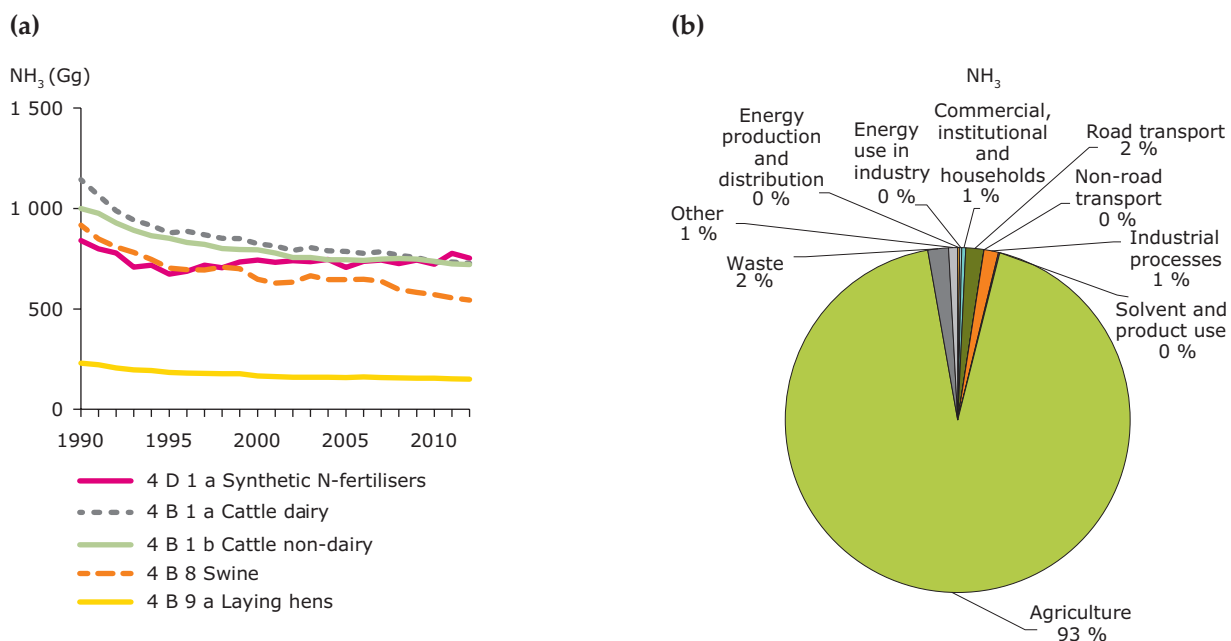 (a)
NH₃ (Gg)
1 500
1 000
500
0
1990
1995
2000
2005
2010
4 D 1 a Synthetic N-fertilisers
4 B 1 a Cattle dairy
4 B 1 b Cattle non-dairy
4 B 8 Swine
4 B 9 a Laying hens
(b)
NH₃
Energy
production
and
distribution
0 %
Energy
use in
industry
0 %
Commercial,
institutional
and
households
1 %
Road transport
2 %
Non-road
transport
0 %
Other
1 %
Industrial
processes
1 %
Waste
2 %
Solvent and
product use
0 %
Agriculture
93 %